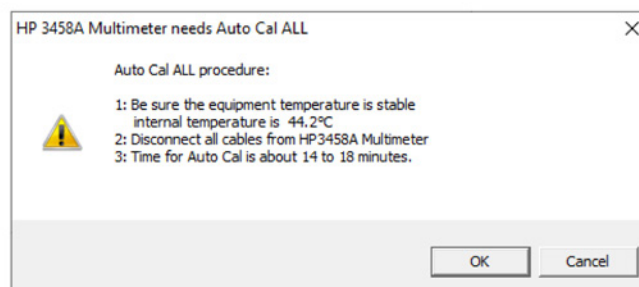 HP 3458A Multimeter needs Auto Cal ALL
Auto Cal ALL procedure:
1: Be sure the equipment temperature is stable
internal temperature is 44.2°C
2: Disconnect all cables from HP3458A Multimeter
3: Time for Auto Cal is about 14 to 18 minutes.
OK
Cancel